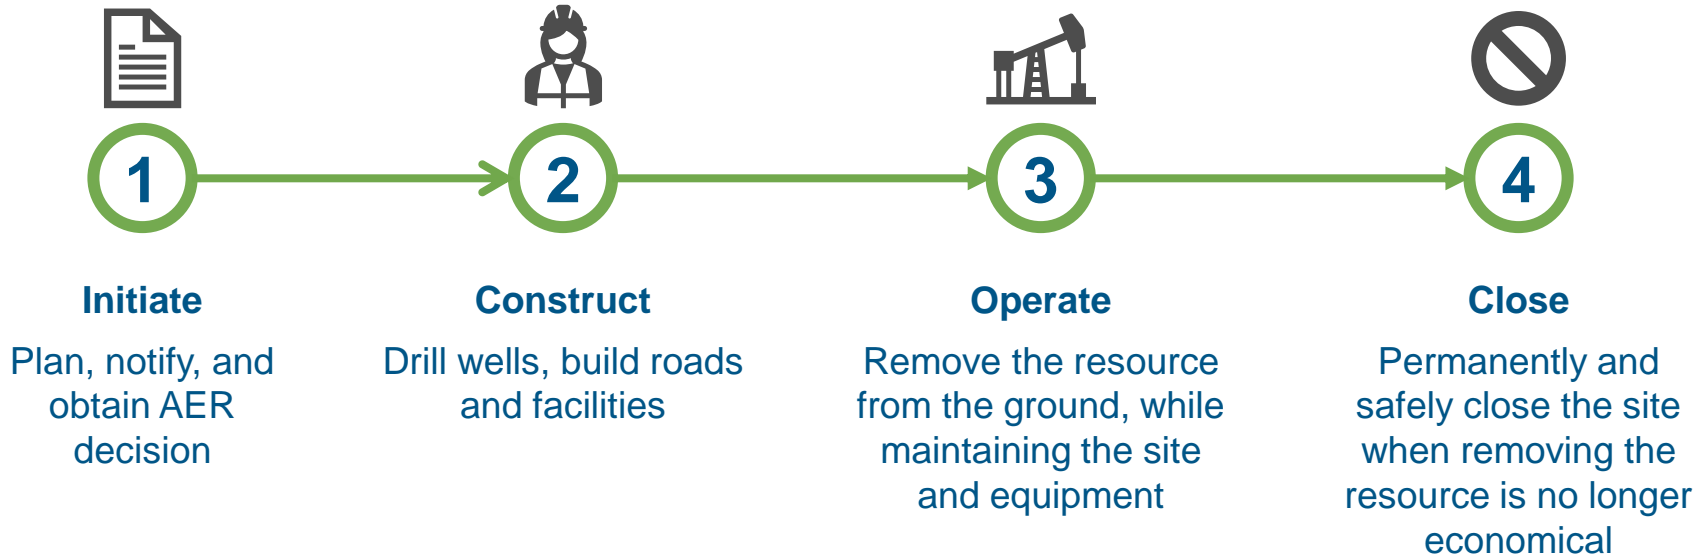 1
2
3
4
Initiate
Plan, notify, and
obtain AER
decision
Construct
Drill wells, build roads
and facilities
Operate
Remove the resource
from the ground, while
maintaining the site
and equipment
Close
Permanently and
safely close the site
when removing the
resource is no longer
economical